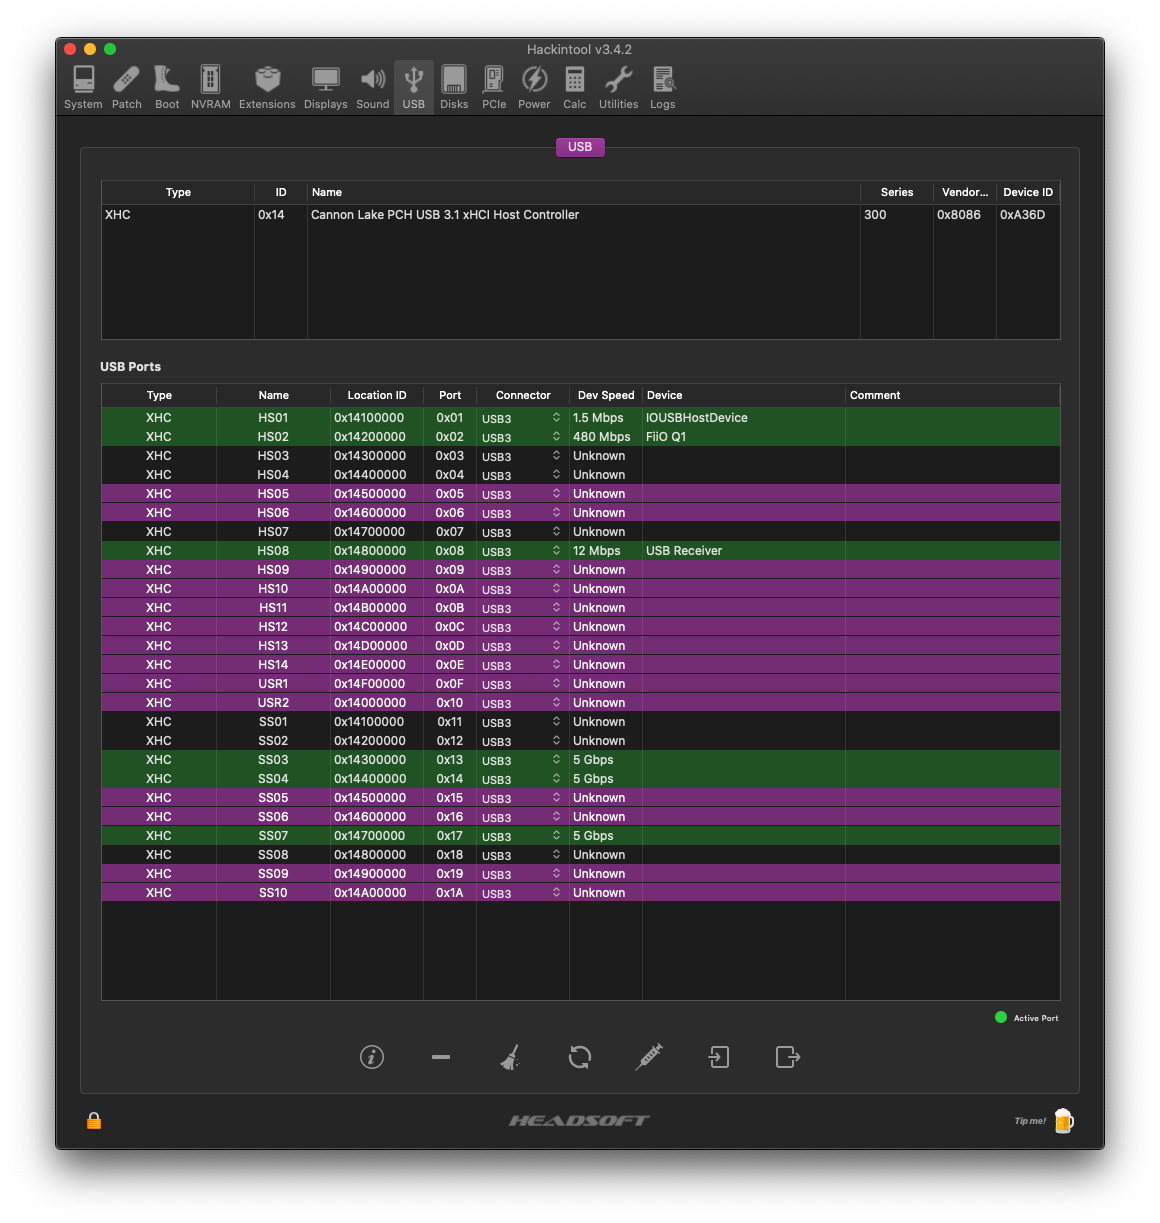 Hackintool v3.4.2
System Patch Boot NVRAM Extensions Displays Sound USB Disks PCIe Power Calc Utilities Logs
USB
Type ID Name Series Vendor... Device ID
XHC 0x14 Cannon Lake PCH USB 3.1 xHCI Host Controller 300 0x8086 0xA36D
USB Ports
Type Name Location ID Port Connector Dev Speed Device Comment
XHC HS01 0x14100000 0x01 USB3 1.5 Mbps IOUSBHostDevice
XHC HS02 0x14200000 0x02 USB3 480 Mbps FiiO Q1
XHC HS03 0x14300000 0x03 USB3 Unknown
XHC HS04 0x14400000 0x04 USB3 Unknown
XHC HS05 0x14500000 0x05 USB3 Unknown
XHC HS06 0x14600000 0x06 USB3 Unknown
XHC HS07 0x14700000 0x07 USB3 Unknown
XHC HS08 0x14800000 0x08 USB3 12 Mbps USB Receiver
XHC HS09 0x14900000 0x09 USB3 Unknown
XHC HS10 0x14A00000 0x0A USB3 Unknown
XHC HS11 0x14B00000 0x0B USB3 Unknown
XHC HS12 0x14C00000 0x0C USB3 Unknown
XHC HS13 0x14D00000 0x0D USB3 Unknown
XHC HS14 0x14E00000 0x0E USB3 Unknown
XHC USR1 0x14F00000 0x0F USB3 Unknown
XHC USR2 0x14000000 0x10 USB3 Unknown
XHC SS01 0x14100000 0x11 USB3 Unknown
XHC SS02 0x14200000 0x12 USB3 Unknown
XHC SS03 0x14300000 0x13 USB3 5 Gbps
XHC SS04 0x14400000 0x14 USB3 5 Gbps
XHC SS05 0x14500000 0x15 USB3 Unknown
XHC SS06 0x14600000 0x16 USB3 Unknown
XHC SS07 0x14700000 0x17 USB3 5 Gbps
XHC SS08 0x14800000 0x18 USB3 Unknown
XHC SS09 0x14900000 0x19 USB3 Unknown
XHC SS10 0x14A00000 0x1A USB3 Unknown
Active Port
HEADSOFT
Tip me!